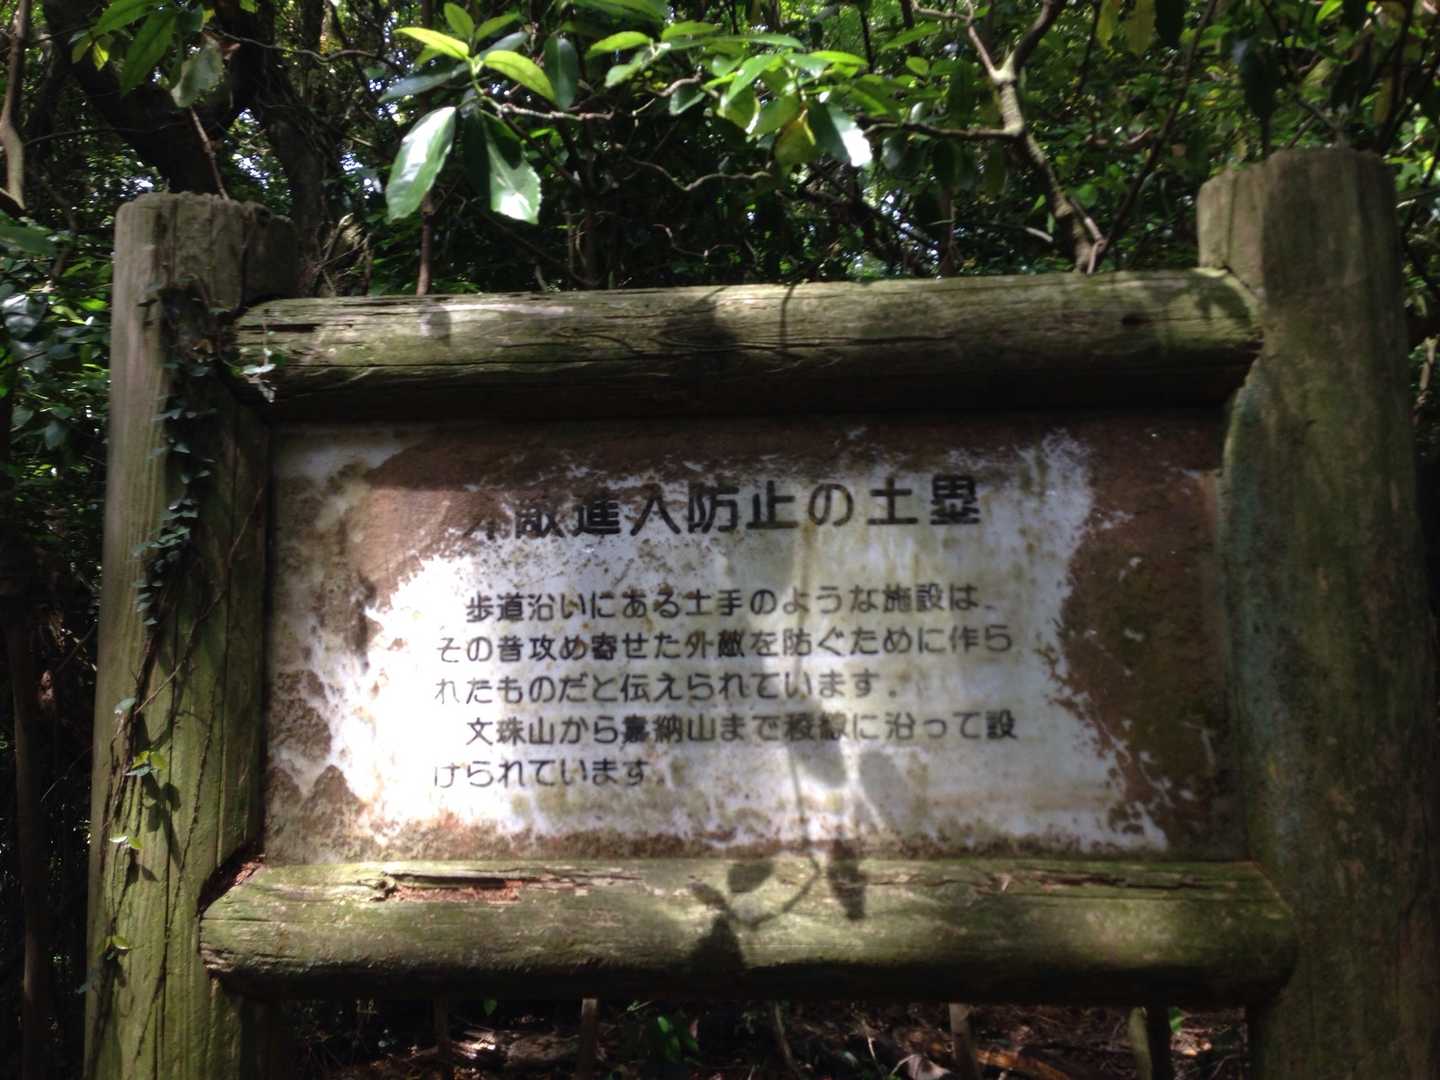 外敵進入防止の土塁
歩道沿いにある土手のような施設は、
その昔攻め寄せた外敵を防ぐために作ら
れたものだと伝えられています。
文珠山から嘉納山まで稜線に沿って設
けられています。